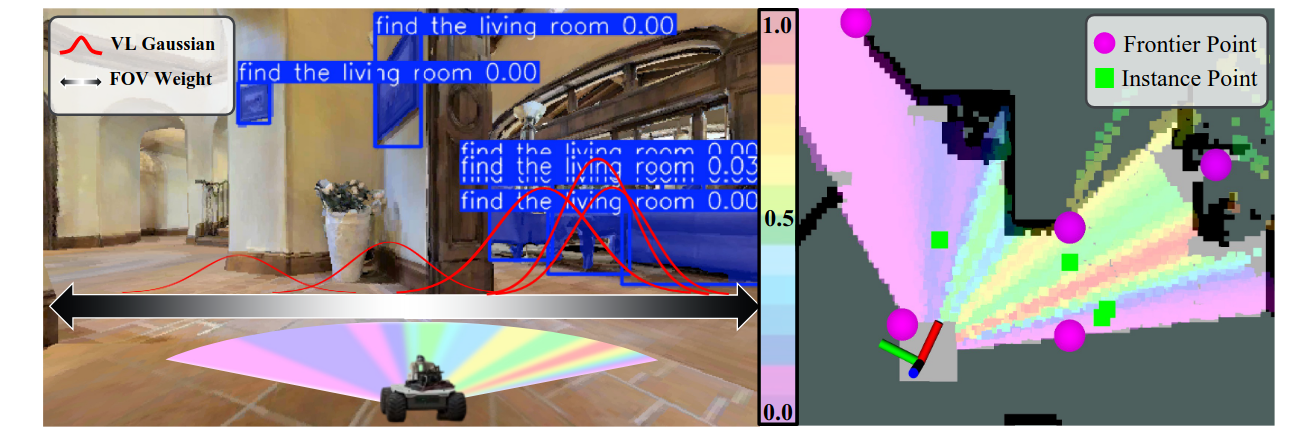 VL Gaussian
FOV Weight
find the living room 0.00
find the living room 0.00
find the living room 0.00
find the living room 0.03
find the living room 0.00
1.0
0.5
0.0
Frontier Point
Instance Point